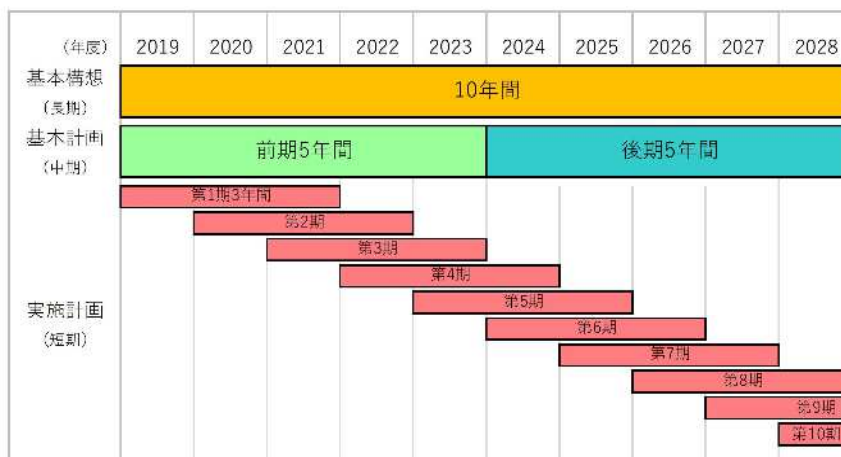 （年度） 2019 2020 2021 2022 2023 2024 2025 2026 2027 2028
基本構想
（長期）
10年間
基本計画
（中期）
前期5年間 後期5年間
第1期3年間
第2期
第3期
第4期
第5期
実施計画
（短期）
第6期
第7期
第8期
第9期
第10期